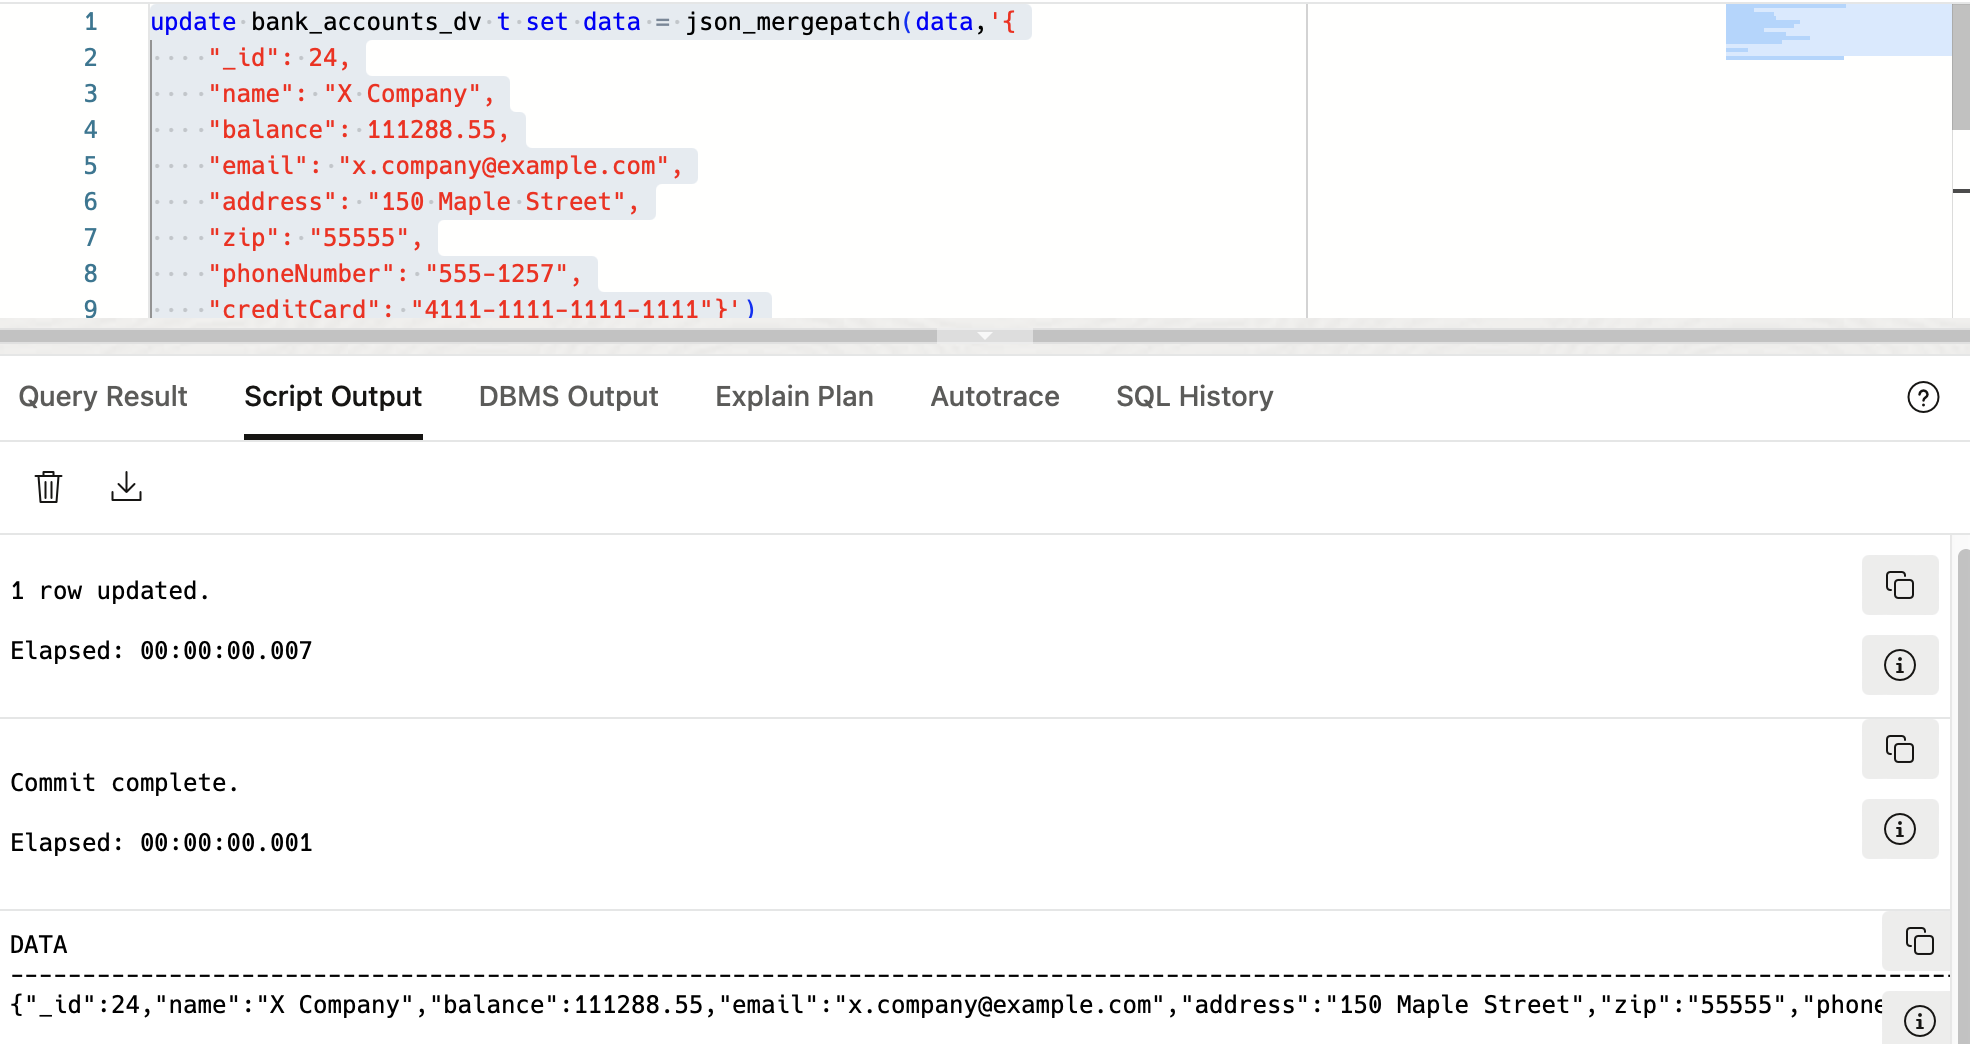 1 update bank_accounts_dv t set data = json_mergepatch(data,'{
2     "_id": 24,
3     "name": "X Company",
4     "balance": 111288.55,
5     "email": "x.company@example.com",
6     "address": "150 Maple Street",
7     "zip": "55555",
8     "phoneNumber": "555-1257",
9     "creditCard": "4111-1111-1111-1111"}')
Query Result Script Output DBMS Output Explain Plan Autotrace SQL History
1 row updated.
Elapsed: 00:00:00.007
Commit complete.
Elapsed: 00:00:00.001
DATA
{"_id":24,"name":"X Company","balance":111288.55,"email":"x.company@example.com","address":"150 Maple Street","zip":"55555","phone